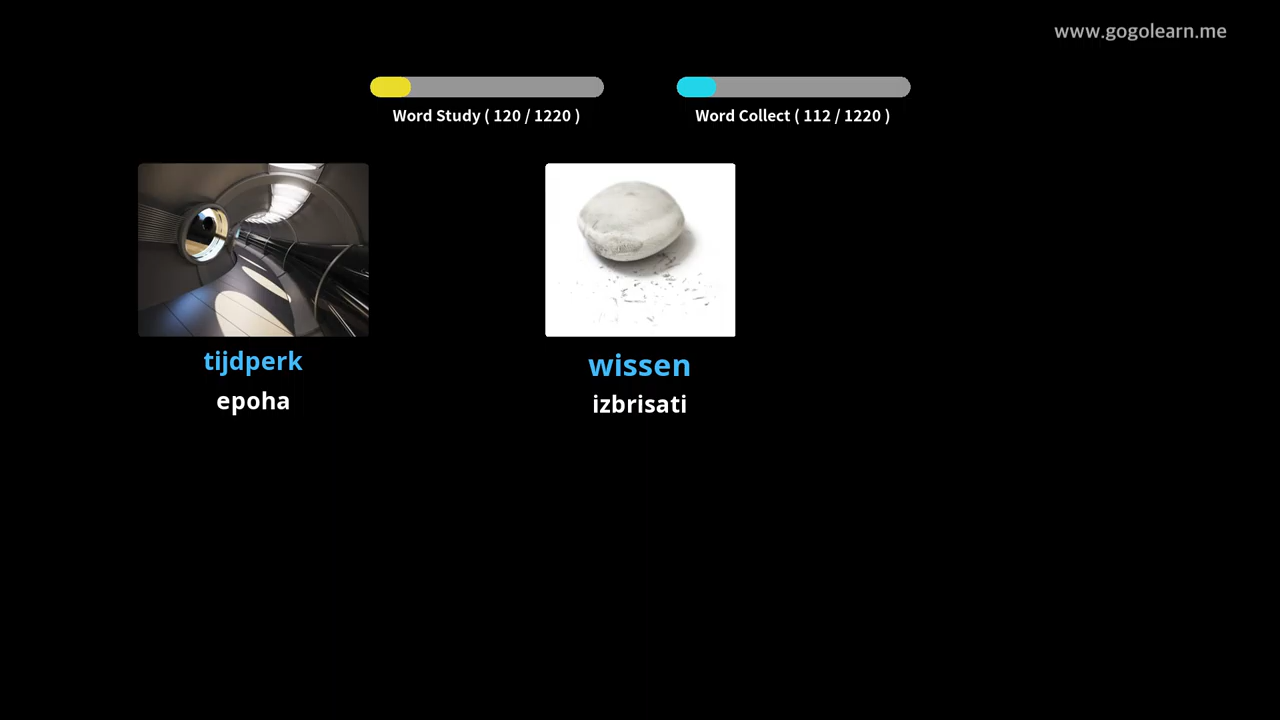 www.gogolearn.me
Word Study ( 120 / 1220 )
Word Collect ( 112 / 1220 )
tijdperk
epoha
wissen
izbrisati